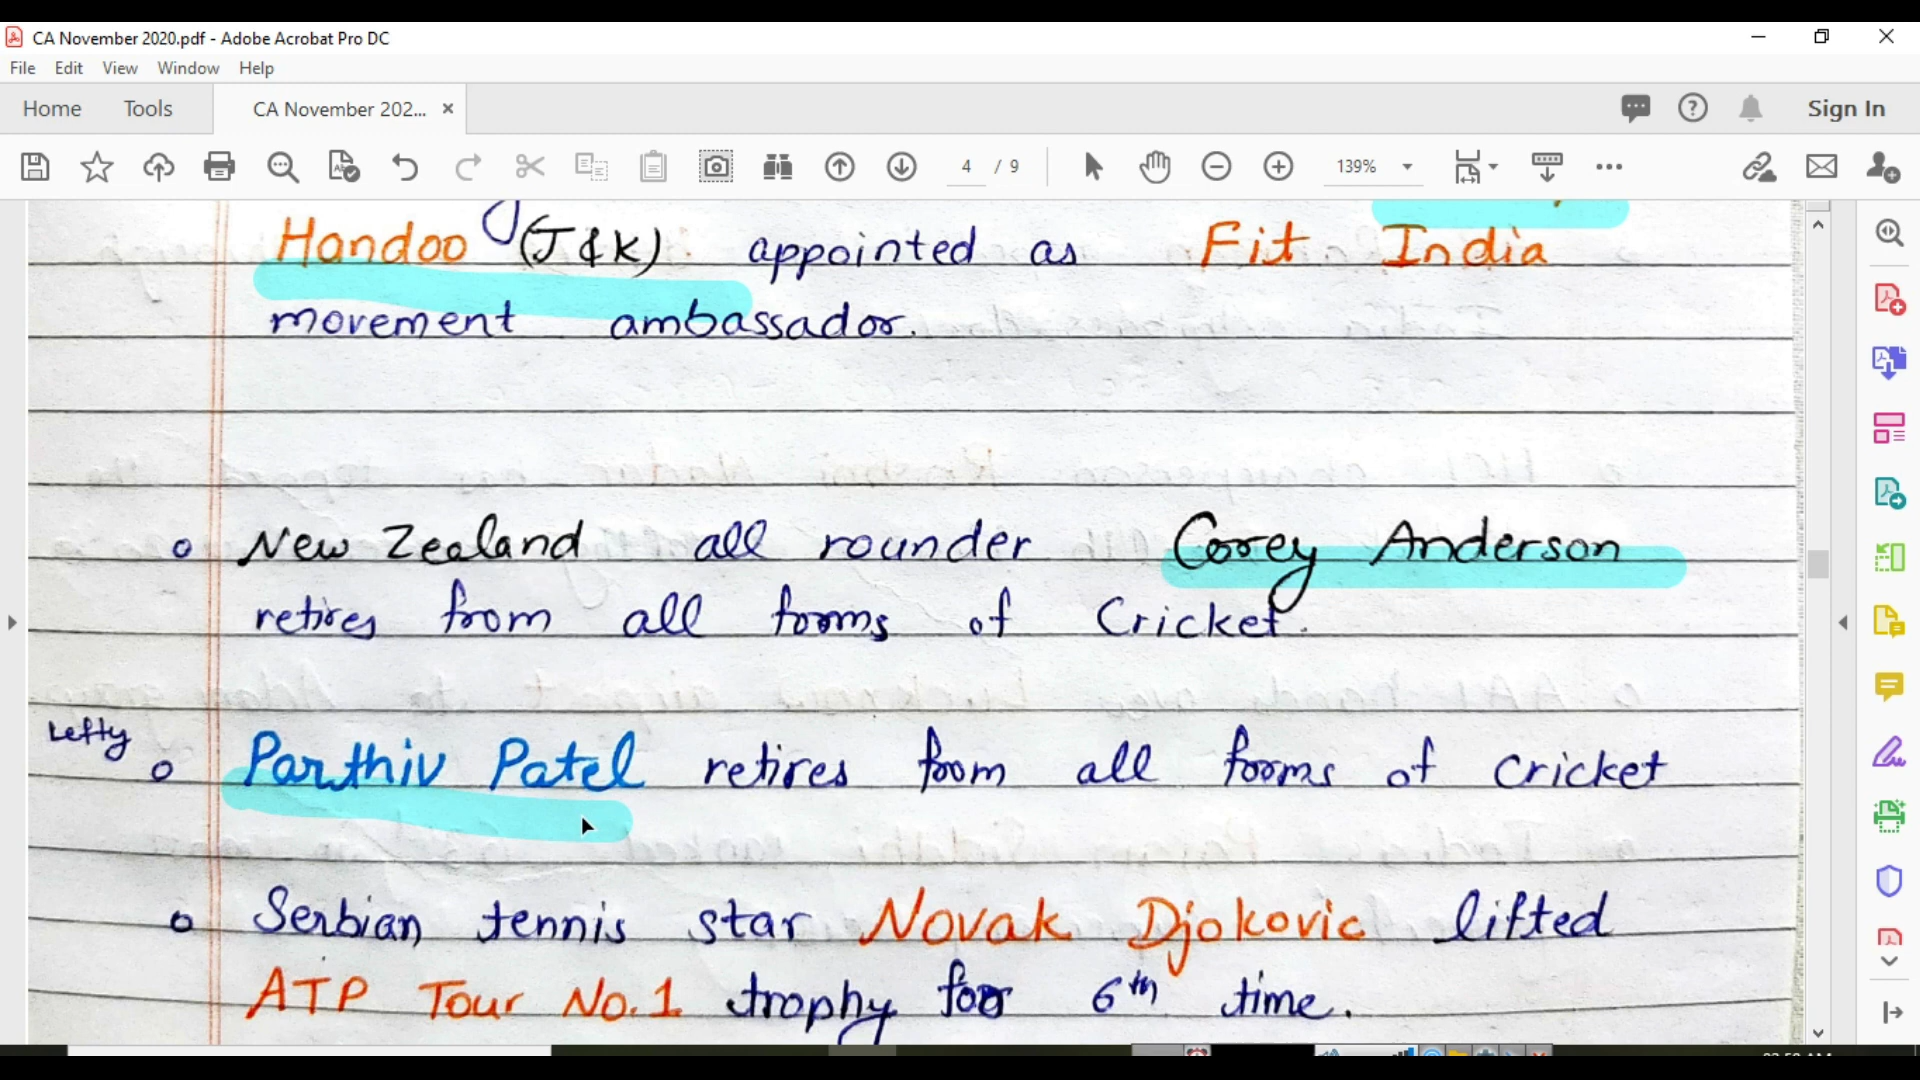 CA November 2020.pdf - Adobe Acrobat Pro DC
File Edit View Window Help
Home Tools CA November 202... × Sign In
4 / 9 139%
Handoo (J&K) appointed as Fit India
movement ambassador.
o New Zealand all rounder Corey Anderson
retires from all forms of Cricket.
Lefty
o Parthiv Patel retires from all forms of cricket
o Serbian tennis star Novak Djokovic lifted
ATP Tour No.1 trophy for 6th time.